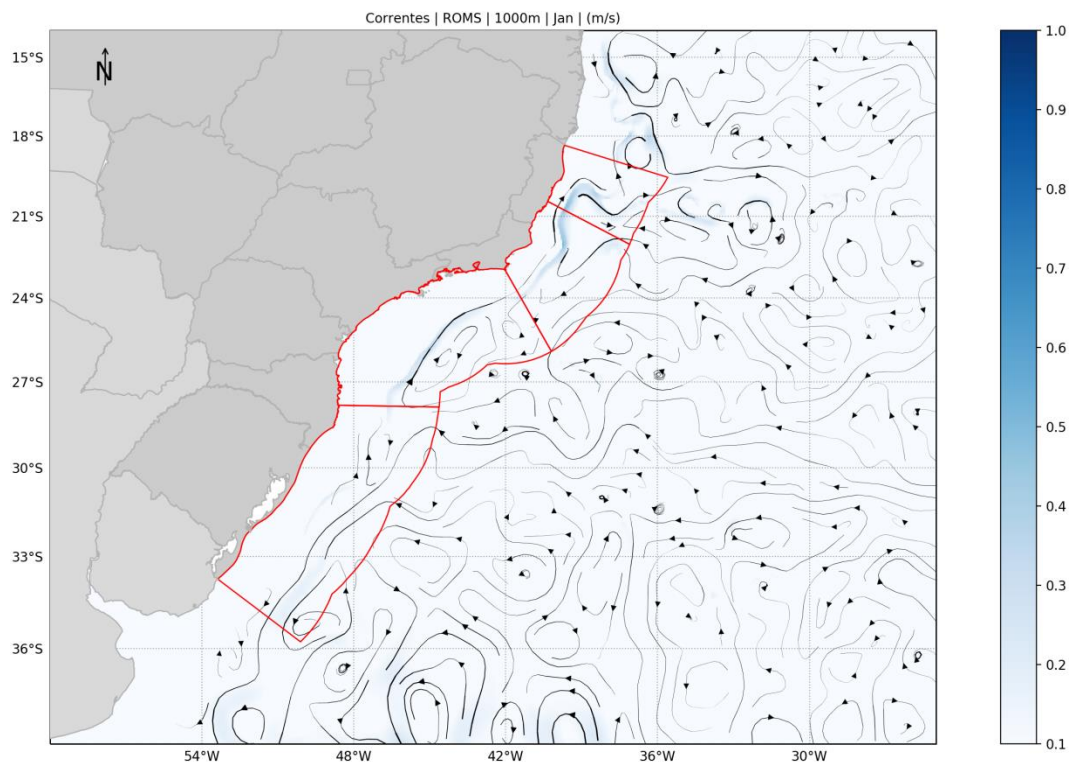 Correntes | ROMS | 1000m | Jan | (m/s)
N
15°S
18°S
21°S
24°S
27°S
30°S
33°S
36°S
54°W
48°W
42°W
36°W
30°W
1.0
0.9
0.8
0.7
0.6
0.5
0.4
0.3
0.2
0.1